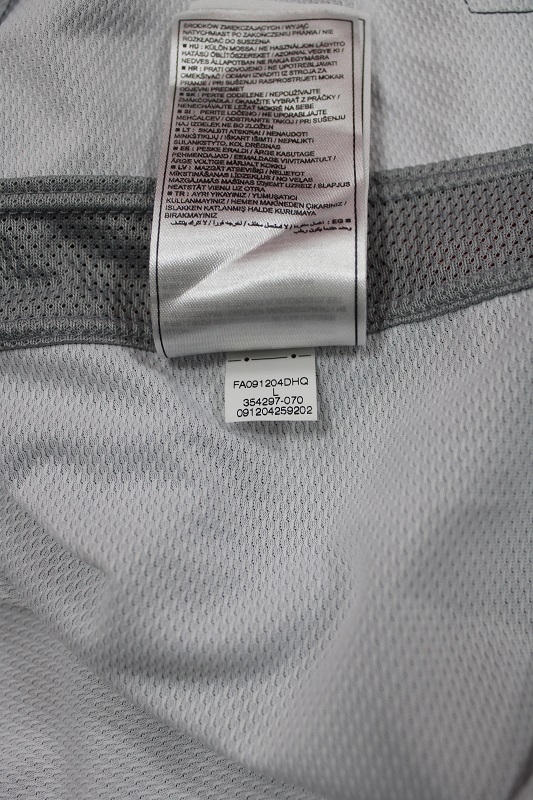 ŚRODKÓW ZMIĘKCZAJĄCYCH / WYJĄĆ
NATYCHMIAST PO ZAKOŃCZENIU PRANIA / NIE
ROZKŁADAĆ DO SUSZENIA
■ HU : KÜLÖN MOSSA / NE HASZNÁLJON LÁGYÍTÓ
HATÁSÚ ÖBLÍTŐSZEREKET / AZONNAL VEGYE KI /
NEDVES ÁLLAPOTBAN NE RAKJA EGYMÁSRA
■ HR : PRATI ODVOJENO / NE UPOTREBLJAVATI
OMEKŠIVAČ / ODMAH IZVADITI IZ STROJA ZA
PRANJE / PRI SUŠENJU RASPROSTRIJETI MOKAR
ODJEVNI PREDMET
■ SK : PERTE ODDELENE / NEPOUŽÍVAJTE
ZMÄKČOVADLÁ / OKAMŽITE VYBRAŤ Z PRÁČKY /
NENECHÁVAJTE LEŽAŤ MOKRÉ NA SEBE
■ SI : PERITE LOČENO / NE UPORABLJAJTE
MEHČALCEV / ODSTRANITE TAKOJ / PRI SUŠENJU
NAJ IZDELEK NE BO ZLOŽEN
■ LT : SKALBTI ATSKIRAI / NENAUDOTI
MINKŠTIKLIŲ / IŠKART IŠIMTI / NEPALIKTI
SULANKSTYTO, KOL DRĖGNAS
■ EE : PESKE ERALDI / ÄRGE KASUTAGE
PEHMENDAJAID / EEMALDAGE VIIVITAMATULT /
ÄRGE VOLTIGE MÄRJALT KOKKU
■ LV : MAZGĀT ATSEVIŠĶI / NELIETOT
MĪKSTINĀŠANAS LĪDZEKĻUS / NO VEĻAS
MAZGĀJAMĀS MAŠĪNAS IZŅEMT UZREIZ / SLAPJUS
NEATSTĀT VIENU UZ OTRA
■ TR : AYRI YIKAYINIZ / YUMUŞATICI
KULLANMAYINIZ / HEMEN MAKİNEDEN ÇIKARINIZ /
ISLAKKEN KATLANMIŞ HALDE KURUMAYA
BIRAKMAYINIZ
■ EG :
FA091204DHQ
L
354297-070
091204259202